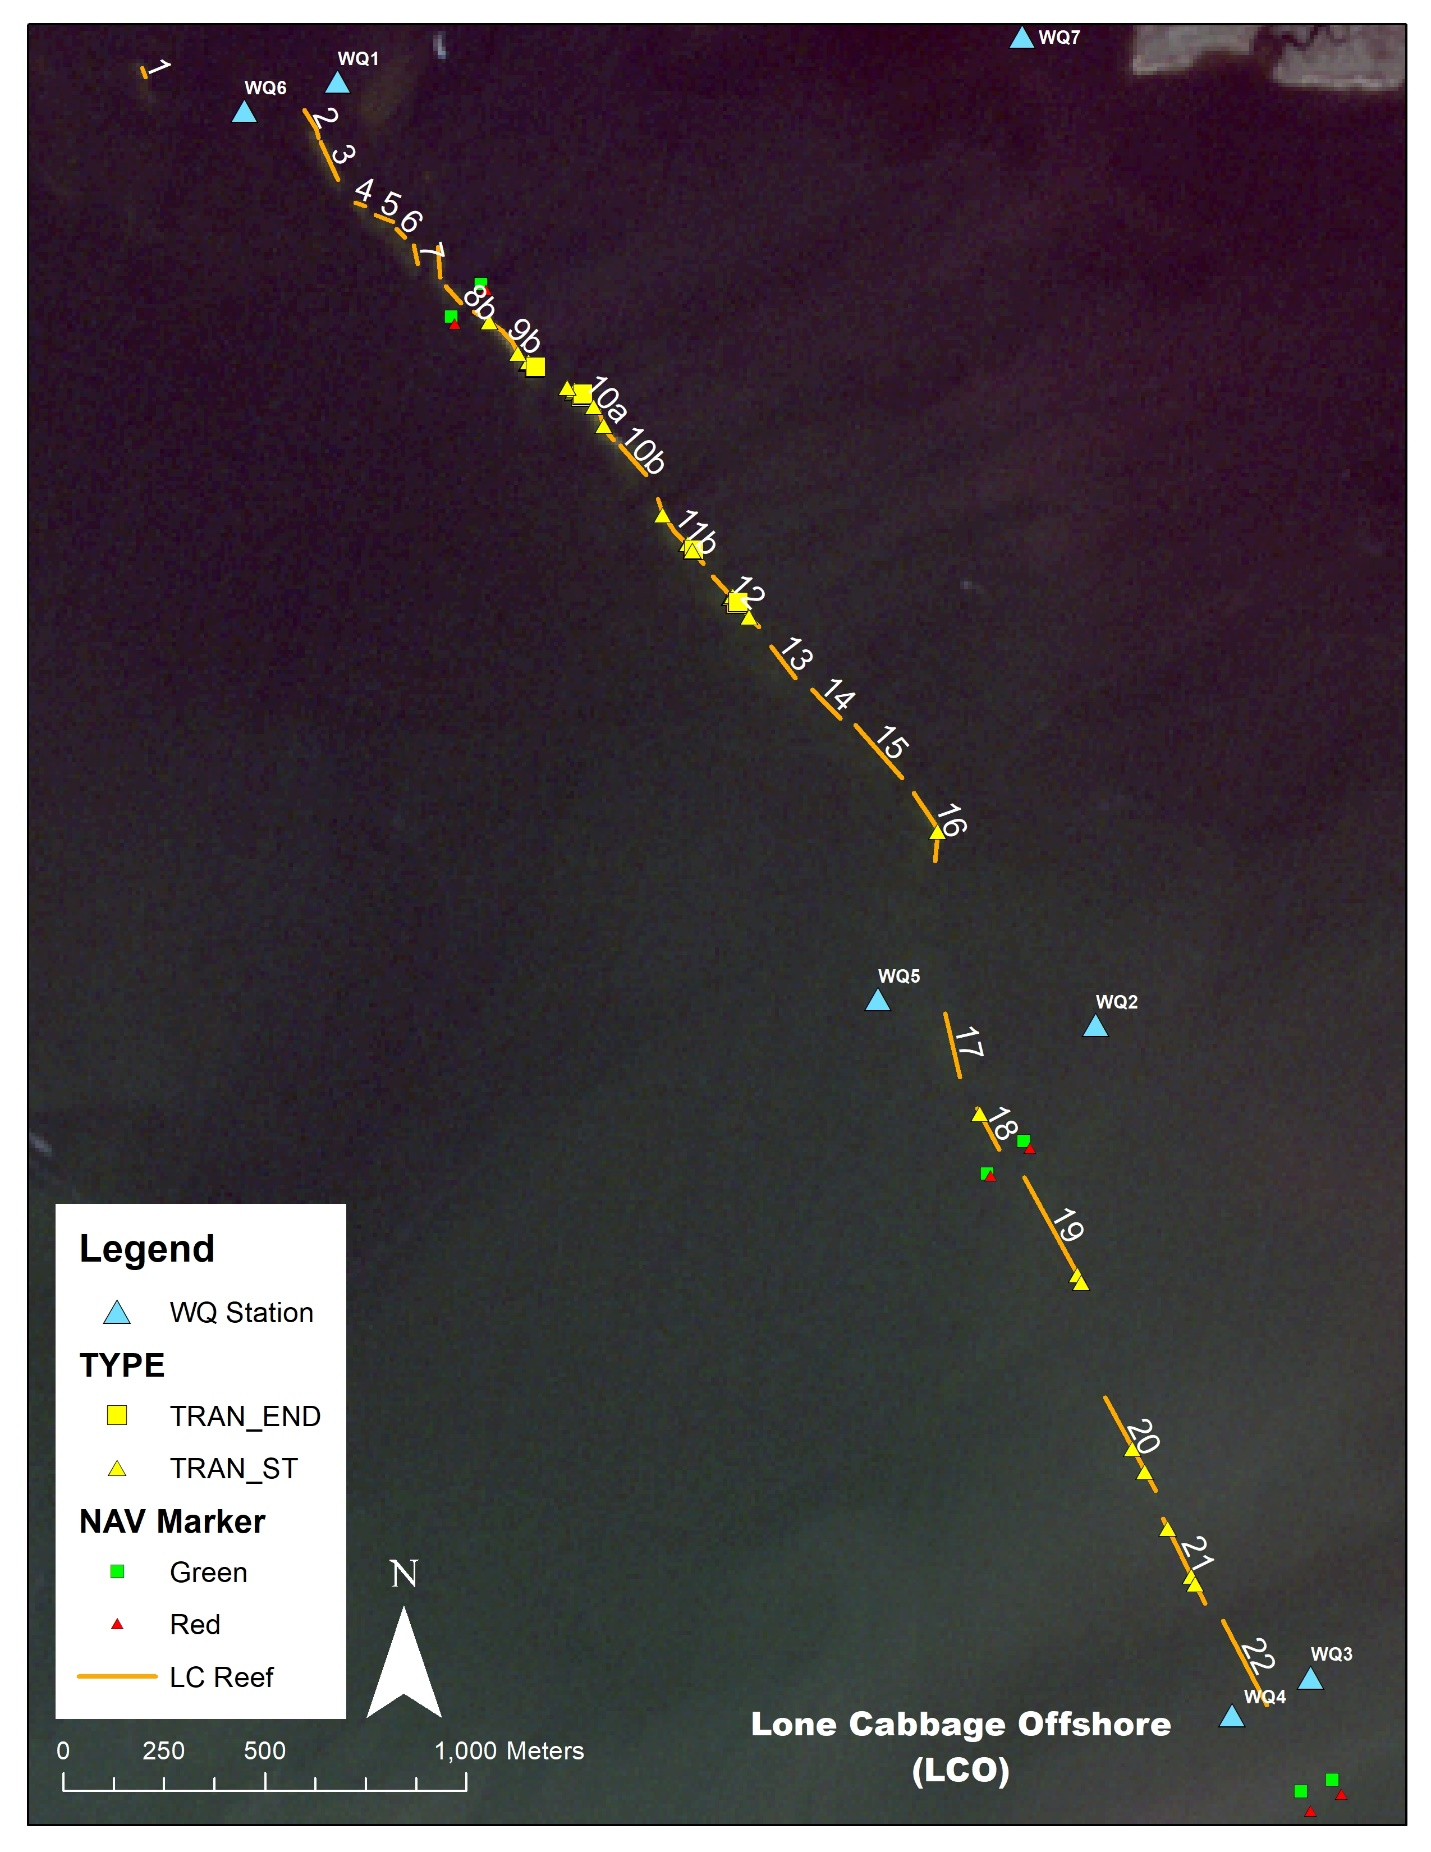 WQ7
WQ1
1
WQ6
2
3
4
5
6
7
8b
9b
10a
10b
11b
12
13
14
15
16
WQ5
WQ2
17
18
19
20
21
22
WQ3
WQ4
Legend
WQ Station
TYPE
TRAN_END
TRAN_ST
NAV Marker
Green
Red
LC Reef
N
0 250 500 1,000 Meters
Lone Cabbage Offshore
(LCO)